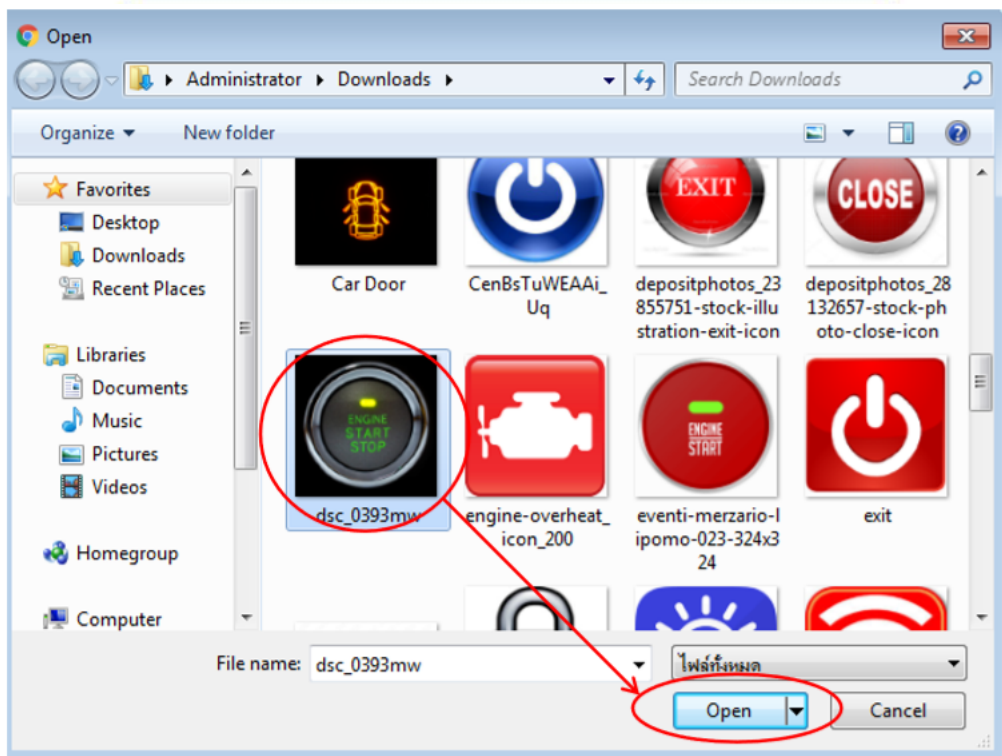 Open
Administrator
Downloads
Search Downloads
Organize
New folder
Favorites
Desktop
Downloads
Recent Places
Libraries
Documents
Music
Pictures
Videos
Homegroup
Computer
EXIT
CLOSE
Car Door
CenBsTuWEAAi_
Uq
depositphotos_23
855751-stock-illu
stration-exit-icon
depositphotos_28
132657-stock-ph
oto-close-icon
ENGINE
START
STOP
ENGINE
START
dsc_0393mw
engine-overheat_
icon_200
eventi-merzario-l
ipomo-023-324x3
24
exit
File name: dsc_0393mw
ไฟล์ทั้งหมด
Open
Cancel